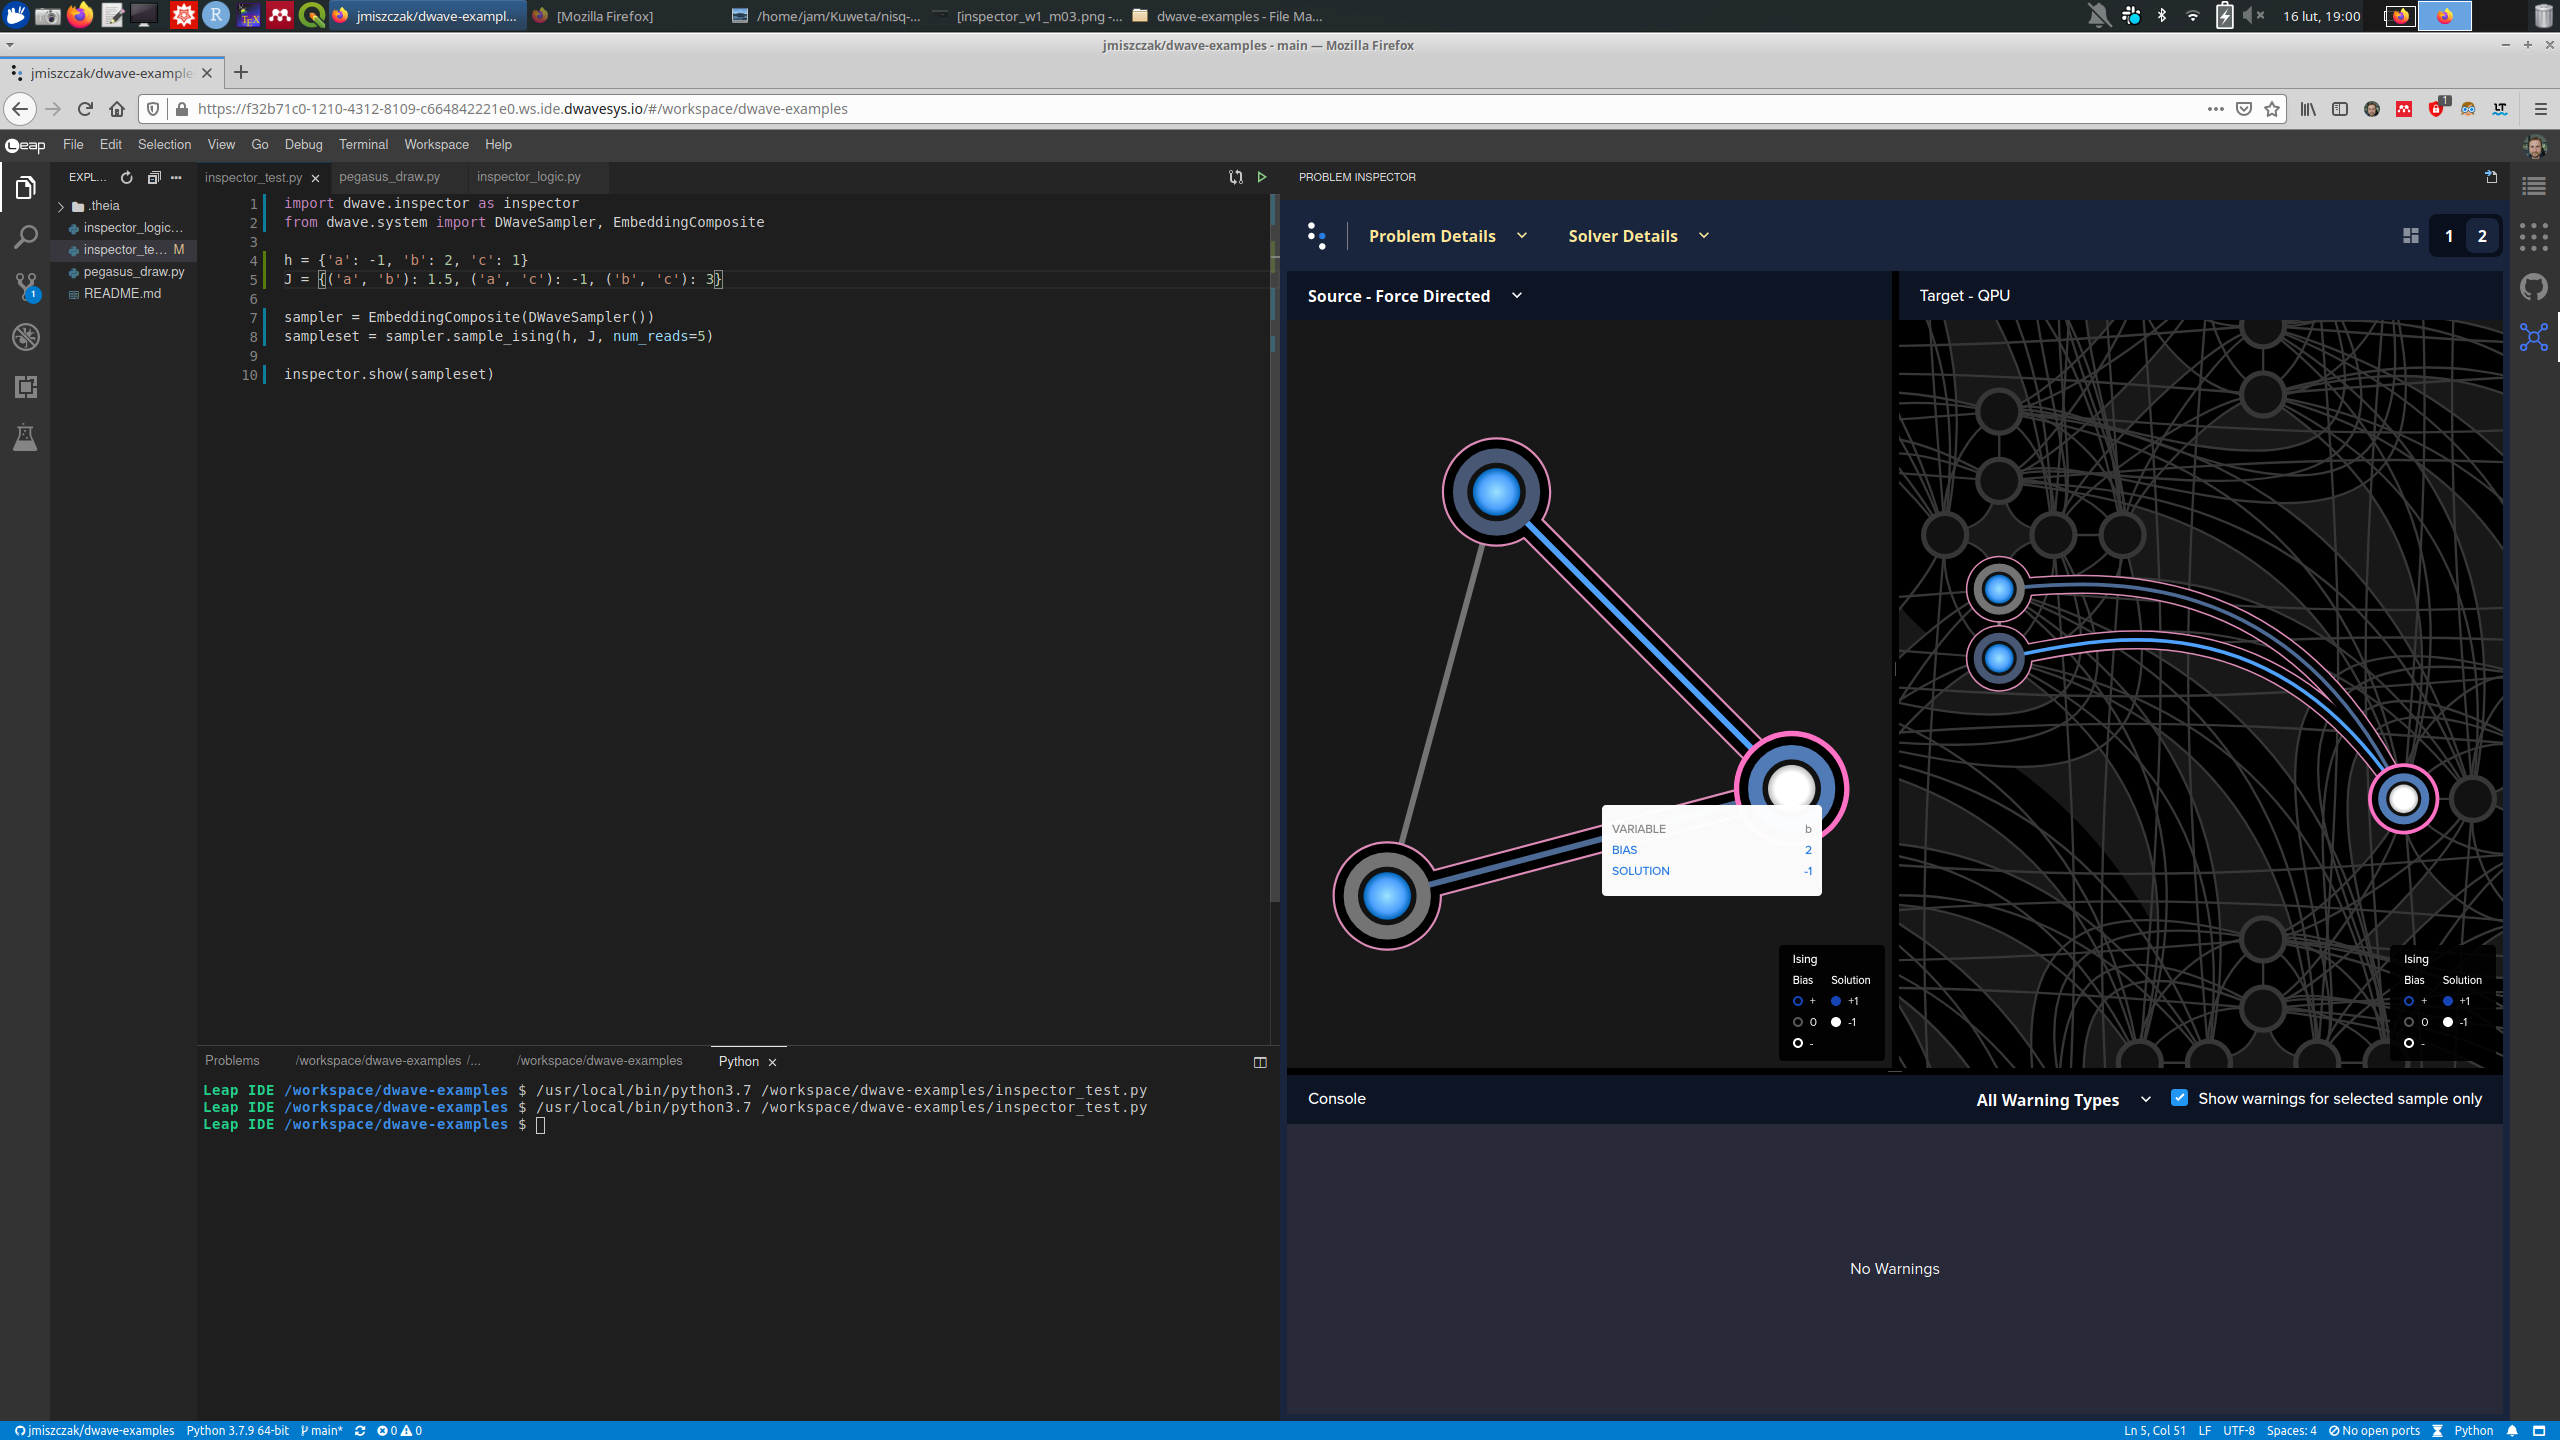 jmiszczak/dwave-exampl...
[Mozilla Firefox]
/home/jam/Kuweta/nisq-...
[inspector_w1_m03.png -...
dwave-examples - File Ma...
16 lut, 19:00
jmiszczak/dwave-examples - main — Mozilla Firefox
jmiszczak/dwave-example
https://f32b71c0-1210-4312-8109-c664842221e0.ws.ide.dwavesys.io/#/workspace/dwave-examples
1
Leap File Edit Selection View Go Debug Terminal Workspace Help
EXPL...
.theia
inspector_logic...
inspector_te... M
pegasus_draw.py
README.md
1
inspector_test.py
pegasus_draw.py
inspector_logic.py
1 import dwave.inspector as inspector
2 from dwave.system import DWaveSampler, EmbeddingComposite
3
4 h = {'a': -1, 'b': 2, 'c': 1}
5 J = {('a', 'b'): 1.5, ('a', 'c'): -1, ('b', 'c'): 3}
6
7 sampler = EmbeddingComposite(DWaveSampler())
8 sampleset = sampler.sample_ising(h, J, num_reads=5)
9
10 inspector.show(sampleset)
PROBLEM INSPECTOR
Problem Details
Solver Details
1 2
Source - Force Directed
Target - QPU
VARIABLE b
BIAS 2
SOLUTION -1
Ising
Bias Solution
+ +1
0 -1
-
Ising
Bias Solution
+ +1
0 -1
-
Console
All Warning Types
Show warnings for selected sample only
No Warnings
Problems
/workspace/dwave-examples /...
/workspace/dwave-examples
Python
Leap IDE /workspace/dwave-examples $ /usr/local/bin/python3.7 /workspace/dwave-examples/inspector_test.py
Leap IDE /workspace/dwave-examples $ /usr/local/bin/python3.7 /workspace/dwave-examples/inspector_test.py
Leap IDE /workspace/dwave-examples $
jmiszczak/dwave-examples Python 3.7.9 64-bit main* 0 0
Ln 5, Col 51 LF UTF-8 Spaces: 4 No open ports Python